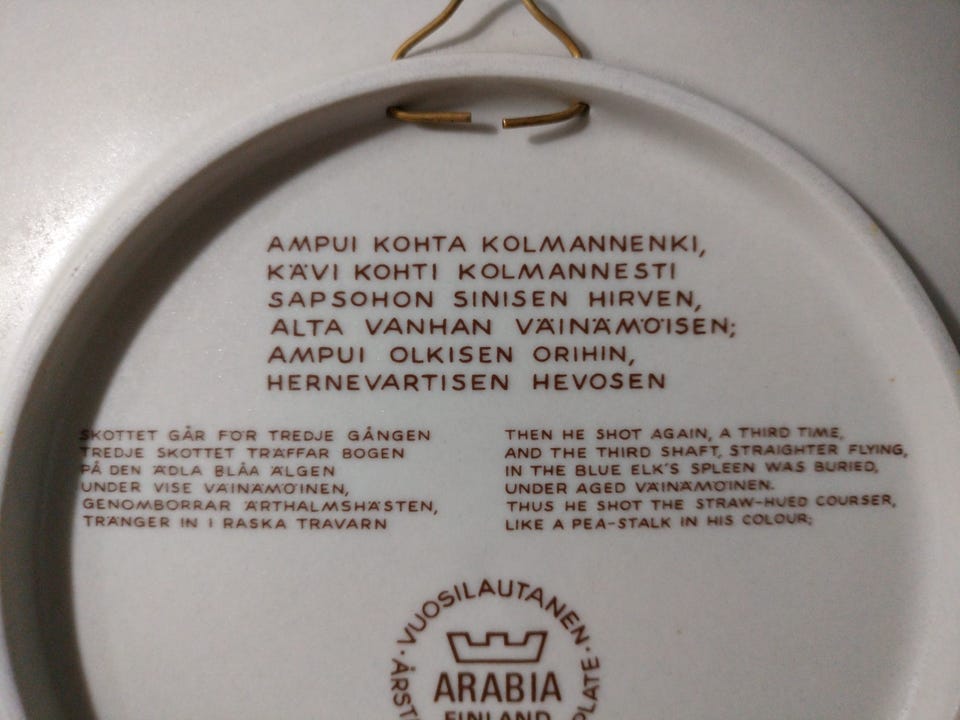 AMPUI KOHTA KOLMANNENKI,
KÄVI KOHTI KOLMANNESTI
SAPSOHON SINISEN HIRVEN,
ALTA VANHAN VÄINÄMÖISEN;
AMPUI OLKISEN ORIHIN,
HERNEVARTISEN HEVOSEN
SKOTTET GÅR FÖR TREDJE GÅNGEN
TREDJE SKOTTET TRÄFFAR BOGEN
PÅ DEN ÄDLA BLÅA ÄLGEN
UNDER VISE VÄINÄMÖINEN,
GENOMBORRAR ÄRTHALMSHÄSTEN,
TRÄNGER IN I RASKA TRAVARN
THEN HE SHOT AGAIN, A THIRD TIME,
AND THE THIRD SHAFT, STRAIGHTER FLYING,
IN THE BLUE ELK'S SPLEEN WAS BURIED,
UNDER AGED VÄINÄMÖINEN.
THUS HE SHOT THE STRAW-HUED COURSER,
LIKE A PEA-STALK IN HIS COLOUR;
· VUOSILAUTANEN ·
ÅRST
PLATE
ARABIA
FINLAND